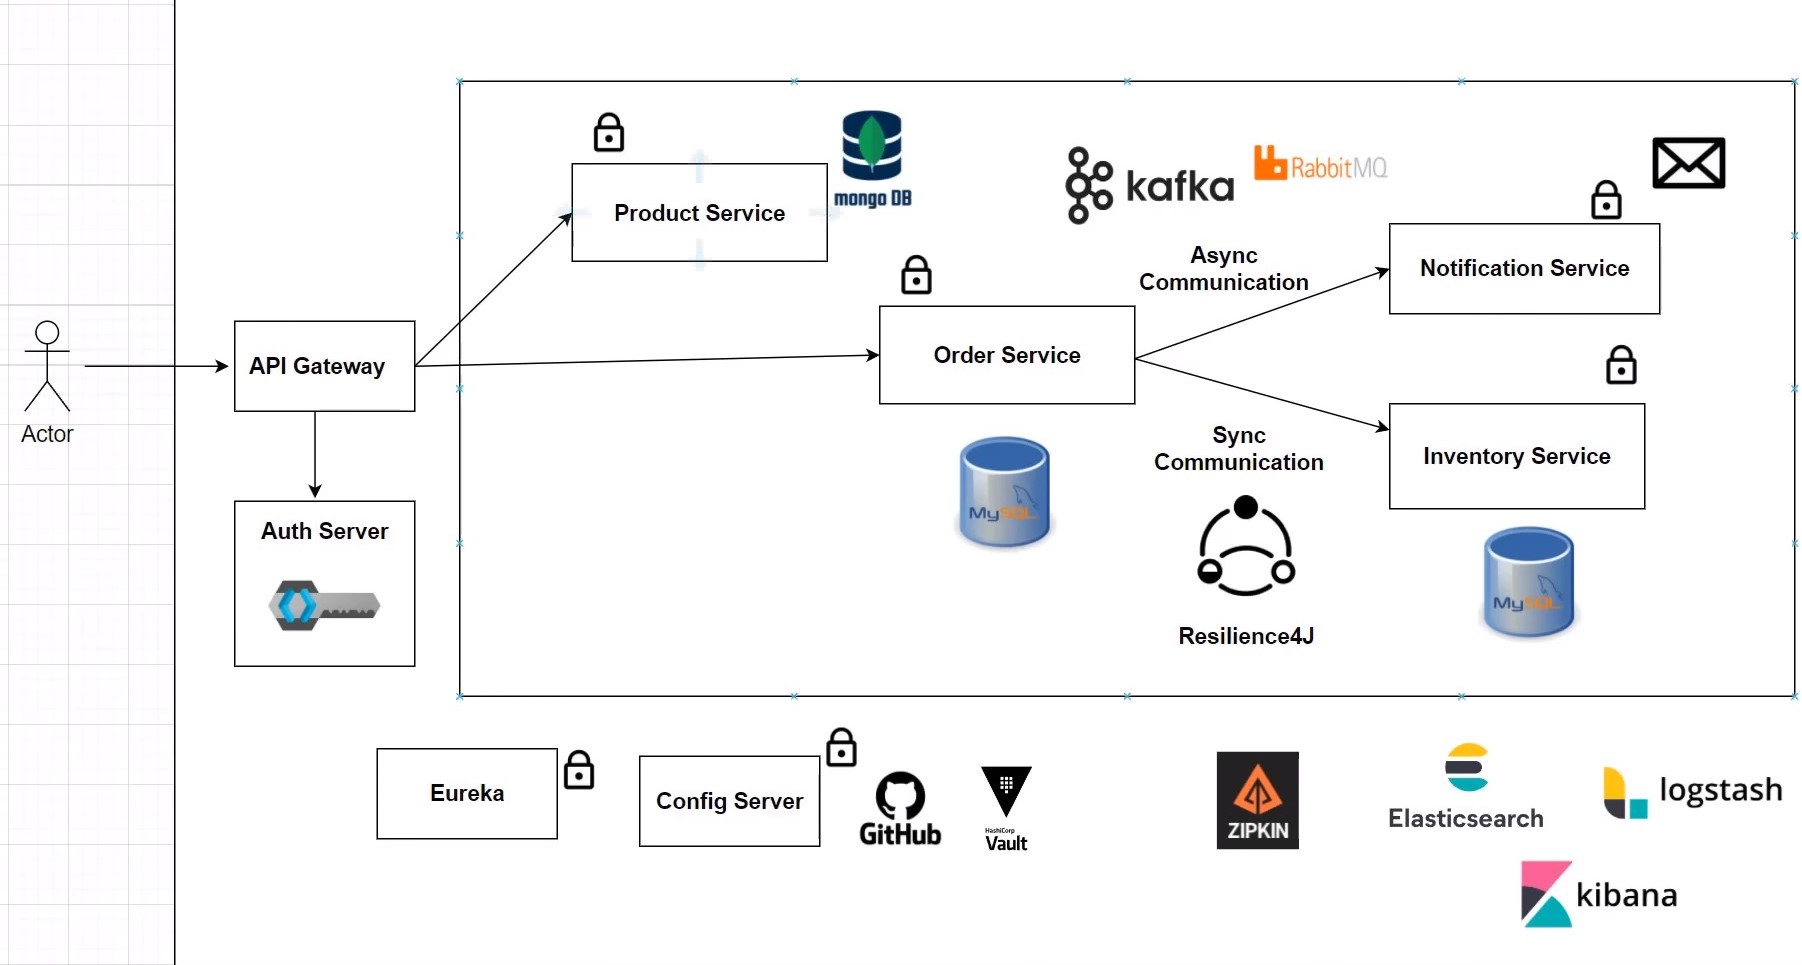 mongo DB
kafka
RabbitMQ
Product Service
Async
Communication
Notification Service
Order Service
API Gateway
Actor
Sync
Communication
Inventory Service
MySQL
Auth Server
MySQL
Resilience4J
Eureka
Config Server
GitHub
HashiCorp
Vault
ZIPKIN
Elasticsearch
logstash
kibana